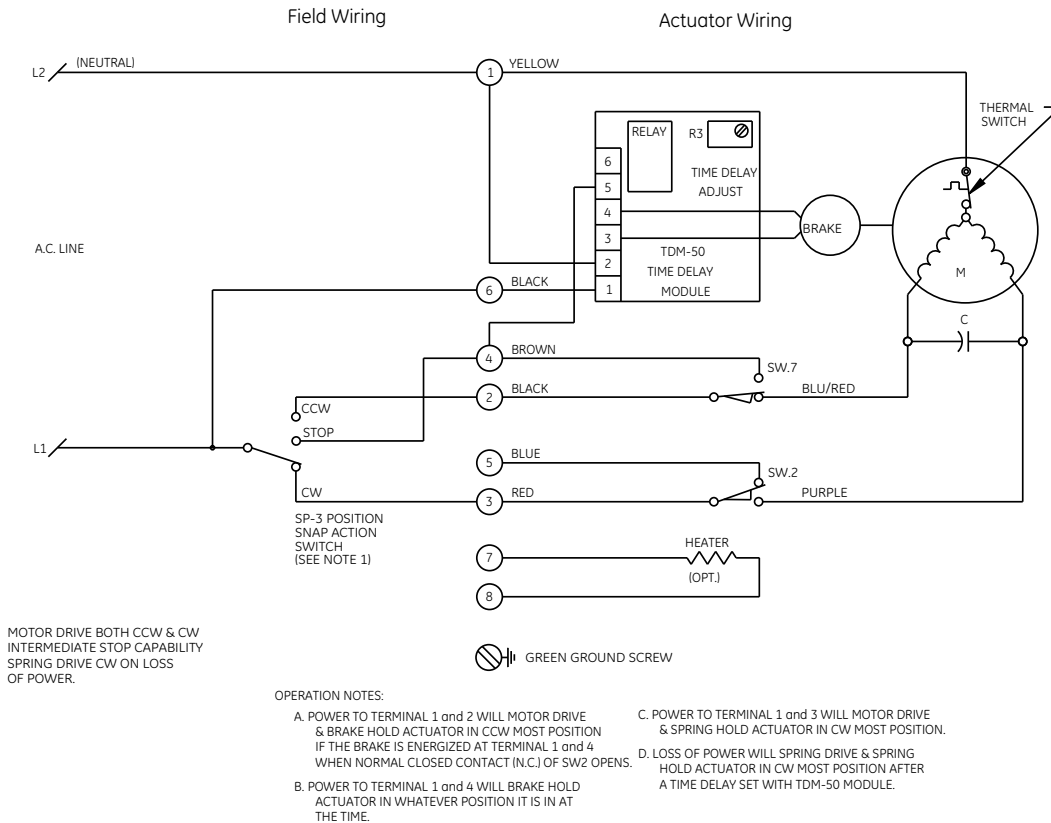 Field Wiring
Actuator Wiring
L2
(NEUTRAL)
1
YELLOW
THERMAL
SWITCH
RELAY
R3
6
5
4
3
2
1
TIME DELAY
ADJUST
BRAKE
TDM-50
TIME DELAY
MODULE
M
A.C. LINE
6
BLACK
C
4
BROWN
SW.7
2
BLACK
BLU/RED
CCW
STOP
L1
5
BLUE
SW.2
CW
3
RED
PURPLE
SP-3 POSITION
SNAP ACTION
SWITCH
(SEE NOTE 1)
7
HEATER
(OPT.)
8
MOTOR DRIVE BOTH CCW & CW
INTERMEDIATE STOP CAPABILITY
SPRING DRIVE CW ON LOSS
OF POWER.
GREEN GROUND SCREW
OPERATION NOTES:
A. POWER TO TERMINAL 1 and 2 WILL MOTOR DRIVE
& BRAKE HOLD ACTUATOR IN CCW MOST POSITION
IF THE BRAKE IS ENERGIZED AT TERMINAL 1 and 4
WHEN NORMAL CLOSED CONTACT (N.C.) OF SW2 OPENS.
B. POWER TO TERMINAL 1 and 4 WILL BRAKE HOLD
ACTUATOR IN WHATEVER POSITION IT IS IN AT
THE TIME.
C. POWER TO TERMINAL 1 and 3 WILL MOTOR DRIVE
& SPRING HOLD ACTUATOR IN CW MOST POSITION.
D. LOSS OF POWER WILL SPRING DRIVE & SPRING
HOLD ACTUATOR IN CW MOST POSITION AFTER
A TIME DELAY SET WITH TDM-50 MODULE.